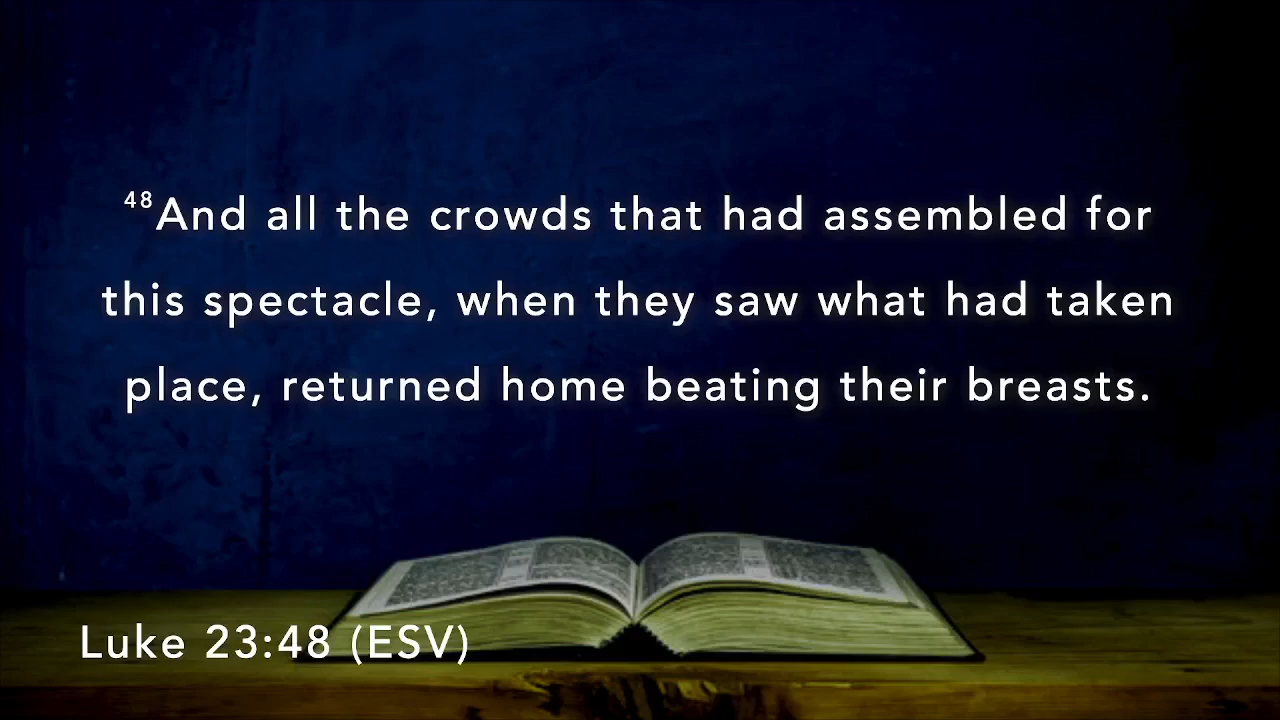 48And all the crowds that had assembled for
this spectacle, when they saw what had taken
place, returned home beating their breasts.
Luke 23:48 (ESV)